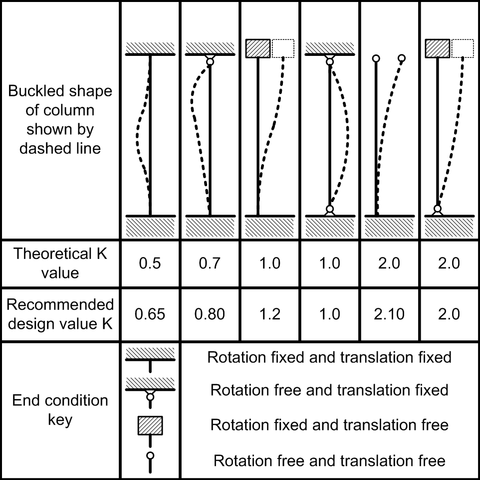 Buckled shape
of column
shown by
dashed line
Theoretical K
value
0.5 0.7 1.0 1.0 2.0 2.0
Recommended
design value K
0.65 0.80 1.2 1.0 2.10 2.0
End condition
key
Rotation fixed and translation fixed
Rotation free and translation fixed
Rotation fixed and translation free
Rotation free and translation free